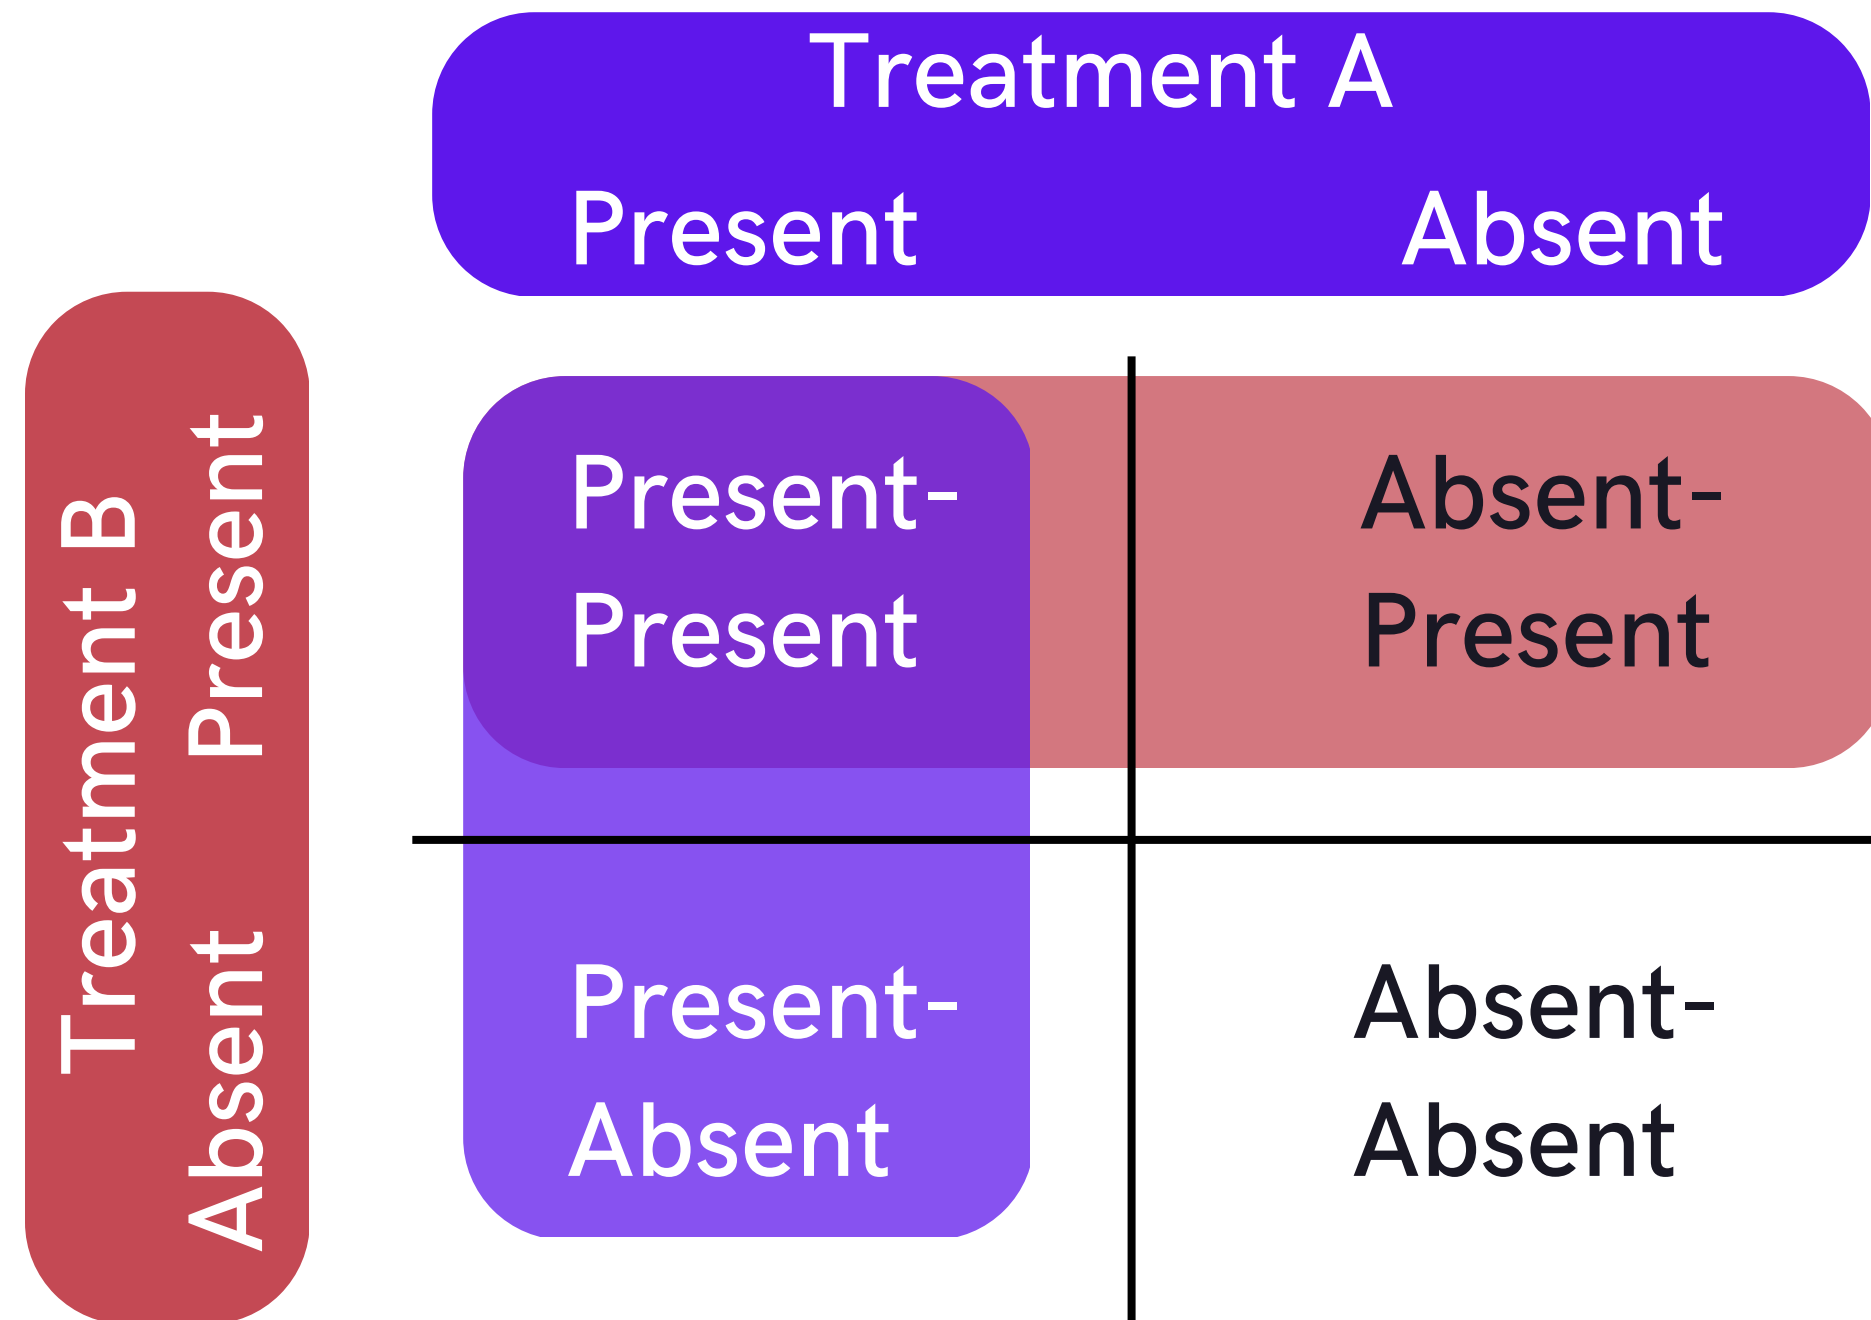 Treatment A
Present Absent
Treatment B
Present
Absent
Present-
Present
Absent-
Present
Present-
Absent
Absent-
Absent